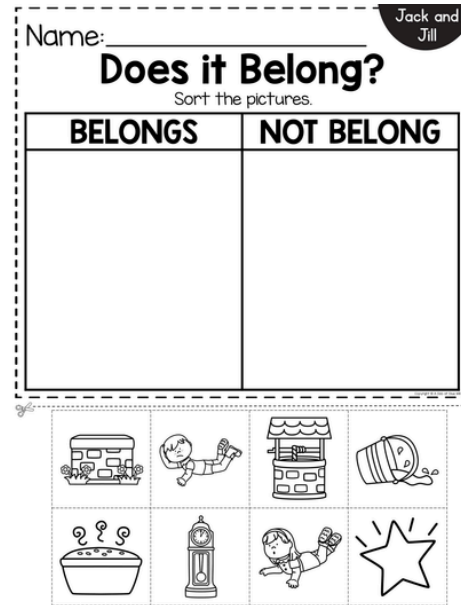 Jack and
Jill
Name:
Does it Belong?
Sort the pictures.
BELONGS
NOT BELONG